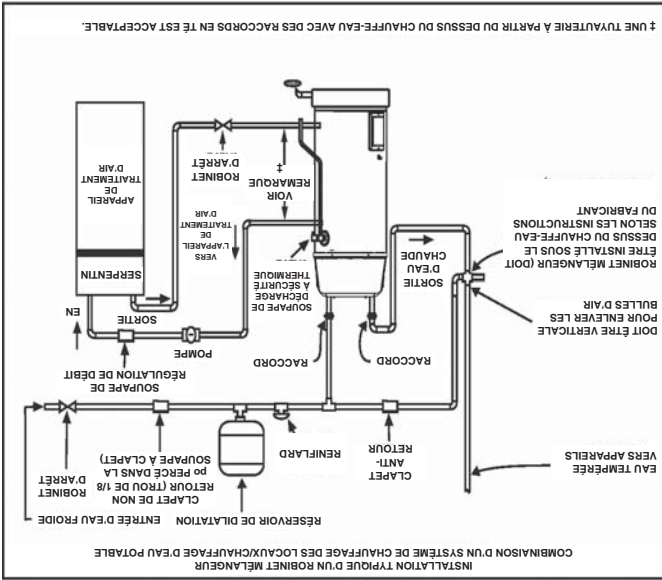 INSTALLATION TYPIQUE D'UN ROBINET MÉLANGEUR
COMBINAISON D'UN SYSTÈME DE CHAUFFAGE DES LOCAUX/CHAUFFAGE D'EAU POTABLE
EAU TEMPÉRÉE
VERS APPAREILS
RÉSERVOIR DE DILATATION
ENTRÉE D'EAU FROIDE
CLAPET
ANTI-
RETOUR
RENIFLARD
CLAPET DE NON
RETOUR (TROU DE 1/8
po PERCÉ DANS LA
SOUPAPE À CLAPET)
ROBINET
D'ARRÊT
DOIT ÊTRE VERTICALE
POUR ENLEVER LES
BULLES D'AIR
RACCORD
RACCORD
SOUPAPE DE
RÉGULATION DE DÉBIT
POMPE
EN
SORTIE
ROBINET MÉLANGEUR (DOIT
ÊTRE INSTALLÉ SOUS LE
DESSUS DU CHAUFFE-EAU
SELON LES INSTRUCTIONS
DU FABRICANT
SORTIE
D'EAU
CHAUDE
SOUPAPE DE
DÉCHARGE
À SÉCURITÉ
THERMIQUE
SERPENTIN
VERS
L'APPAREIL
DE
TRAITEMENT
D'AIR
VOIR
REMARQUE
‡
ROBINET
D'ARRÊT
APPAREIL
DE
TRAITEMENT
D'AIR
‡ UNE TUYAUTERIE À PARTIR DU DESSUS DU CHAUFFE-EAU AVEC DES RACCORDS EN TÉ EST ACCEPTABLE.